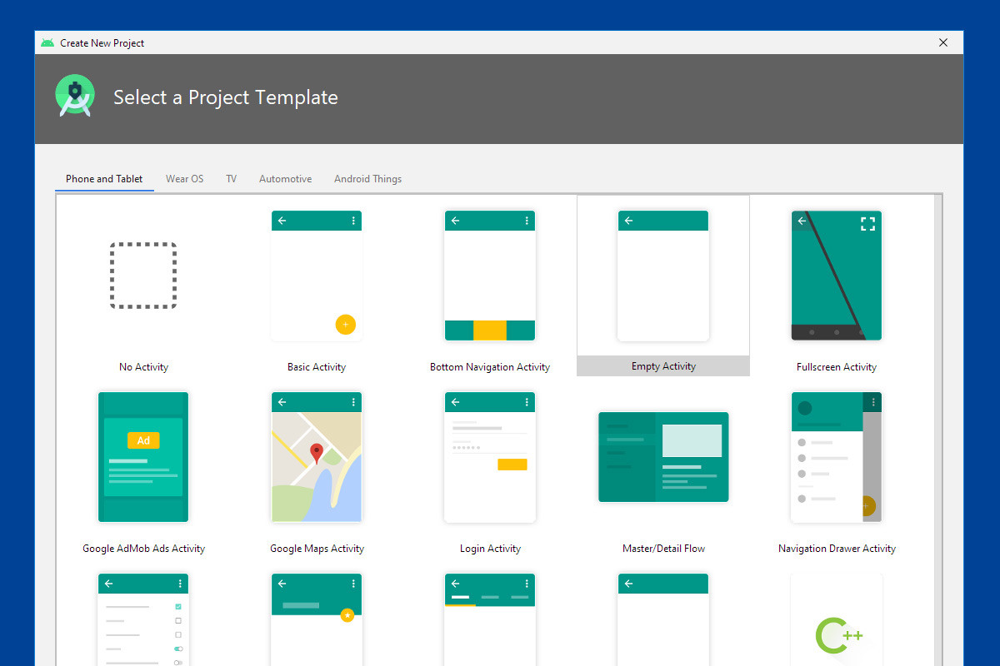 Create New Project
Select a Project Template
Phone and Tablet Wear OS TV Automotive Android Things
No Activity Basic Activity Bottom Navigation Activity Empty Activity Fullscreen Activity
Ad
Google AdMob Ads Activity Google Maps Activity Login Activity Master/Detail Flow Navigation Drawer Activity
C++